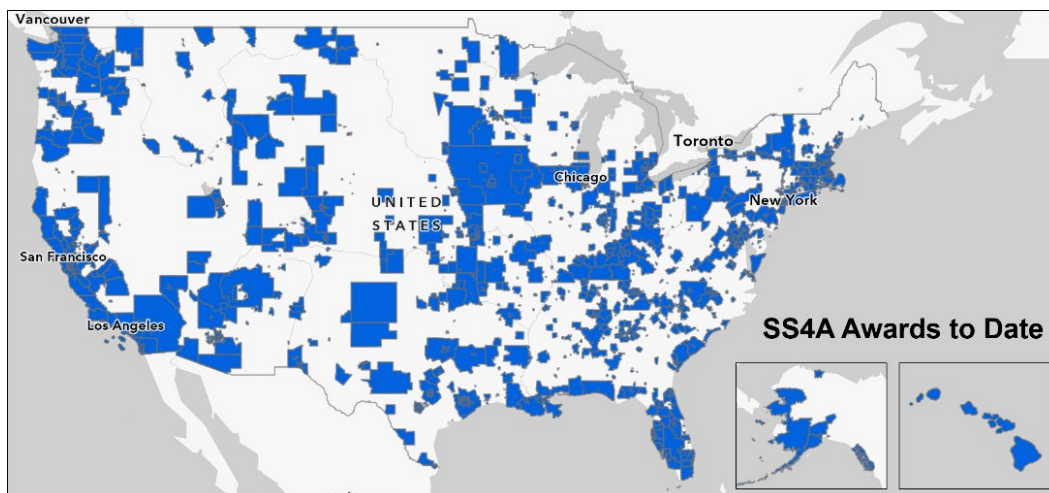 Vancouver
Toronto
Chicago
UNITED
STATES
New York
San Francisco
Los Angeles
SS4A Awards to Date